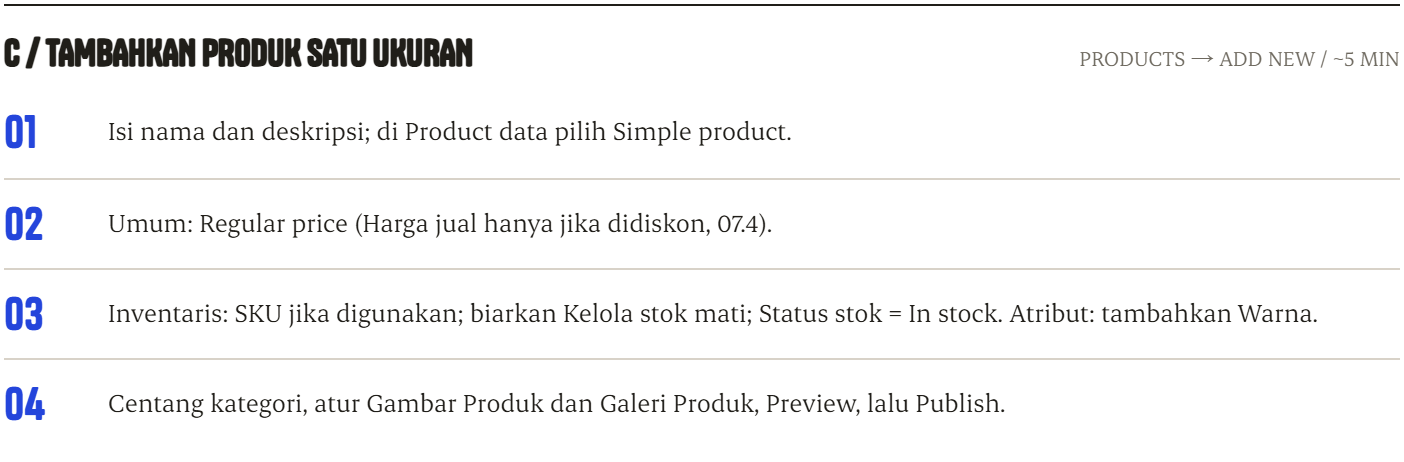 C / TAMBAHKAN PRODUK SATU UKURAN
PRODUCTS → ADD NEW / ~5 MIN
01 Isi nama dan deskripsi; di Product data pilih Simple product.
02 Umum: Regular price (Harga jual hanya jika didiskon, 07.4).
03 Inventaris: SKU jika digunakan; biarkan Kelola stok mati; Status stok = In stock. Atribut: tambahkan Warna.
04 Centang kategori, atur Gambar Produk dan Galeri Produk, Preview, lalu Publish.